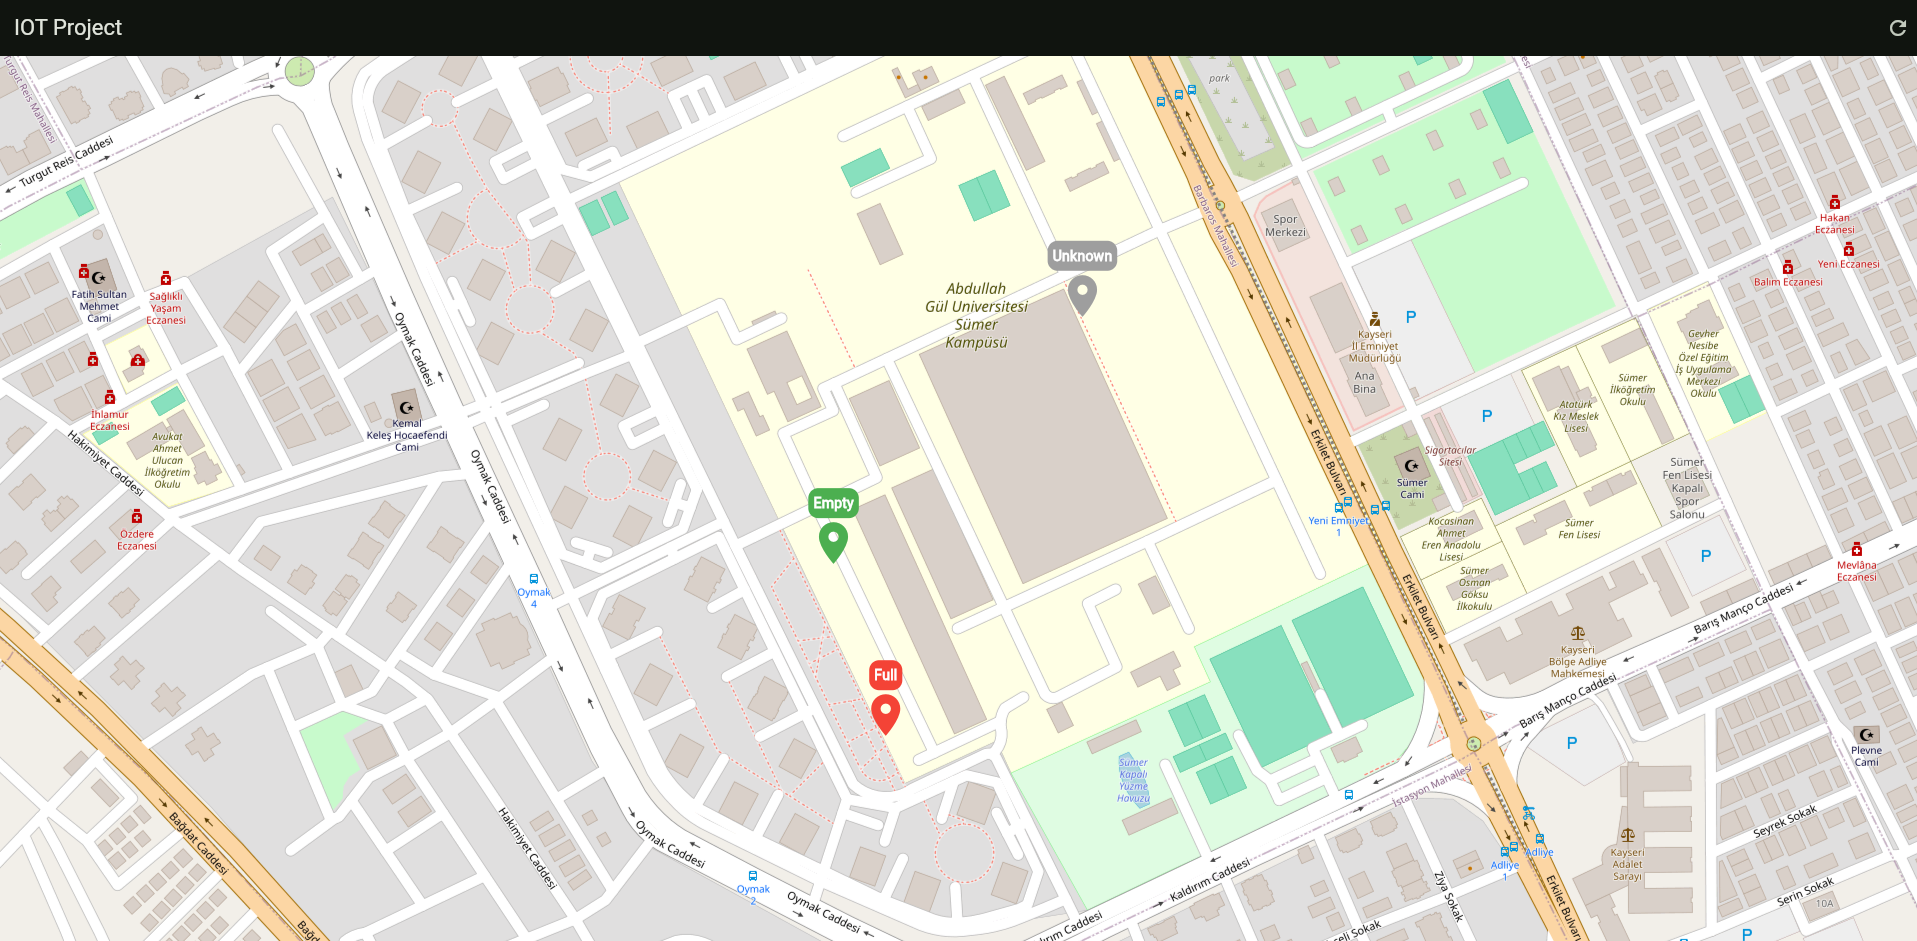 IOT Project
Turgut Reis Mahallesi
park
Turgut Reis Caddesi
Barbaros Mahallesi
Spor
Merkezi
Hakan
Eczanesi
Yeni Eczanesi
Balım Eczanesi
Fatih Sultan
Mehmet
Cami
Sağlıklı
Yaşam
Eczanesi
Unknown
Abdullah
Gül Universitesi
Sümer
Kampüsü
P
Kayseri
İl Emniyet
Müdürlüğü
Ana
Bina
Oymak Caddesi
Gevher
Nesibe
Özel Eğitim
İş Uygulama
Merkezi
Okulu
Sümer
İlköğretim
Okulu
Ataturk
Kız Meslek
Lisesi
P
İhlamur
Eczanesi
Kemal
Keleş Hocaefendi
Cami
Avukat
Ahmet
Ulucan
İlköğretim
Okulu
Hakimiyet Caddesi
Oymak Caddesi
Erkilet Bulvarı
Sigortacılar
Sitesi
Sümer
Cami
Sümer
Fen Lisesi
Kapalı
Spor
Salonu
Empty
Özdere
Eczanesi
Yeni Emniyet
1
Kocasinan
Ahmet
Eren Anadolu
Lisesi
Sümer
Fen Lisesi
P
Mevlâna
Eczanesi
Oymak
4
Sümer
Osman
Göksu
İlkokulu
Erkilet Bulvarı
Barış Manço Caddesi
Kayseri
Bölge Adliye
Mahkemesi
Full
Barış Manço Caddesi
P
Plevne
Cami
Sümer
Kapalı
Yüzme
Havuzu
İstasyon Mahallesi
Bağdat Caddesi
Hakimiyet Caddesi
Oymak Caddesi
Seyrek Sokak
Adliye
Adliye
1
Kayseri
Adalet
Sarayı
Oymak
2
Oymak Caddesi
Kaldırım Caddesi
Ziya Sokak
Erkilet Bulvarı
Serin Sokak
10A
P